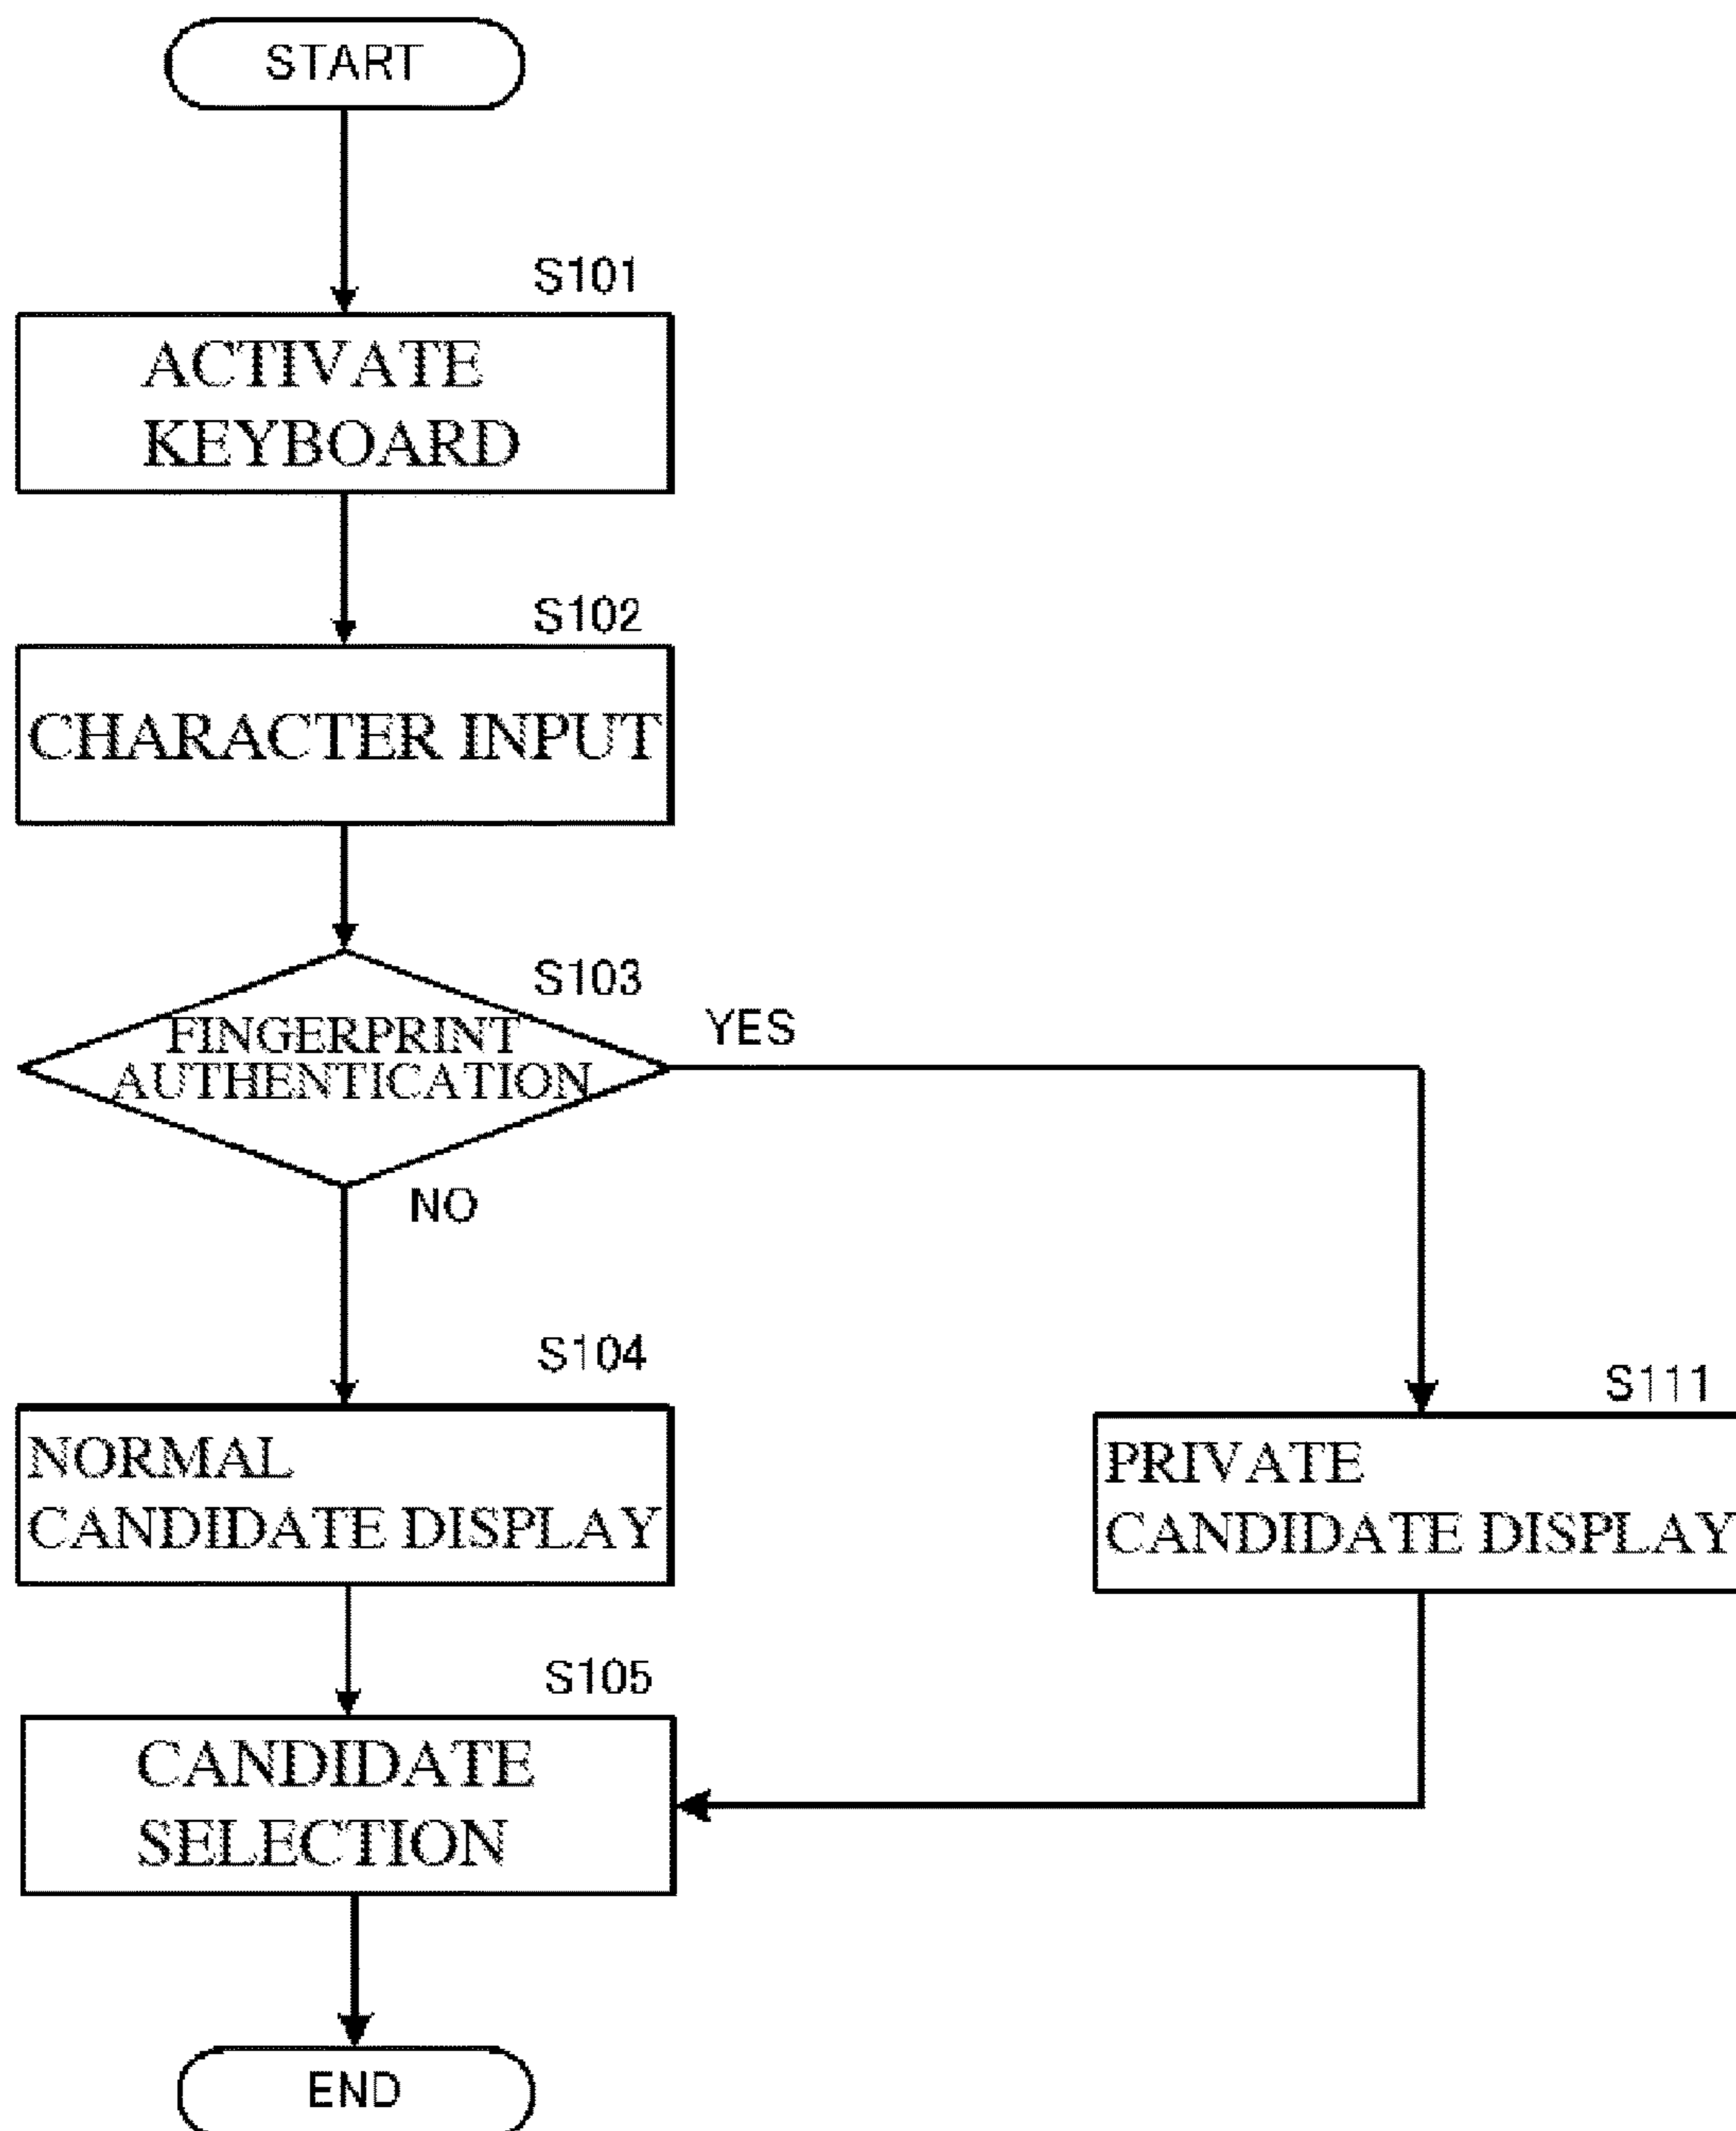 START
S101
ACTIVATE
KEYBOARD
S102
CHARACTER INPUT
S103
FINGERPRINT
AUTHENTICATION
YES
NO
S104
NORMAL
CANDIDATE DISPLAY
S111
PRIVATE
CANDIDATE DISPLAY
S105
CANDIDATE
SELECTION
END